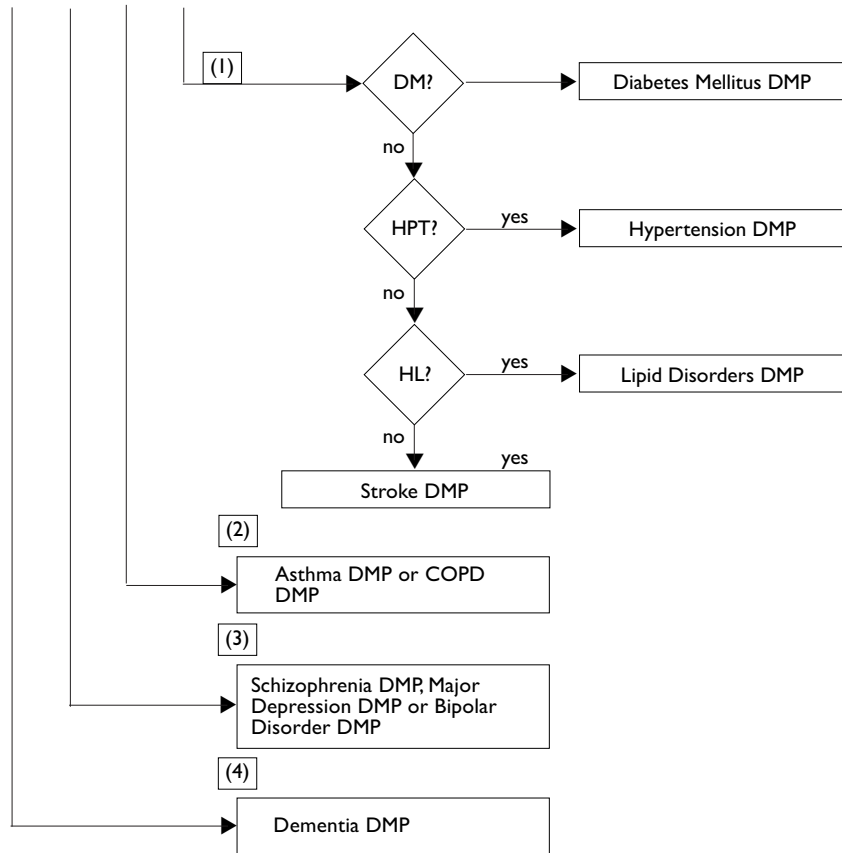 (1)
DM?
Diabetes Mellitus DMP
no
HPT?
yes
Hypertension DMP
no
HL?
yes
Lipid Disorders DMP
no
yes
Stroke DMP
(2)
Asthma DMP or COPD
DMP
(3)
Schizophrenia DMP, Major
Depression DMP or Bipolar
Disorder DMP
(4)
Dementia DMP